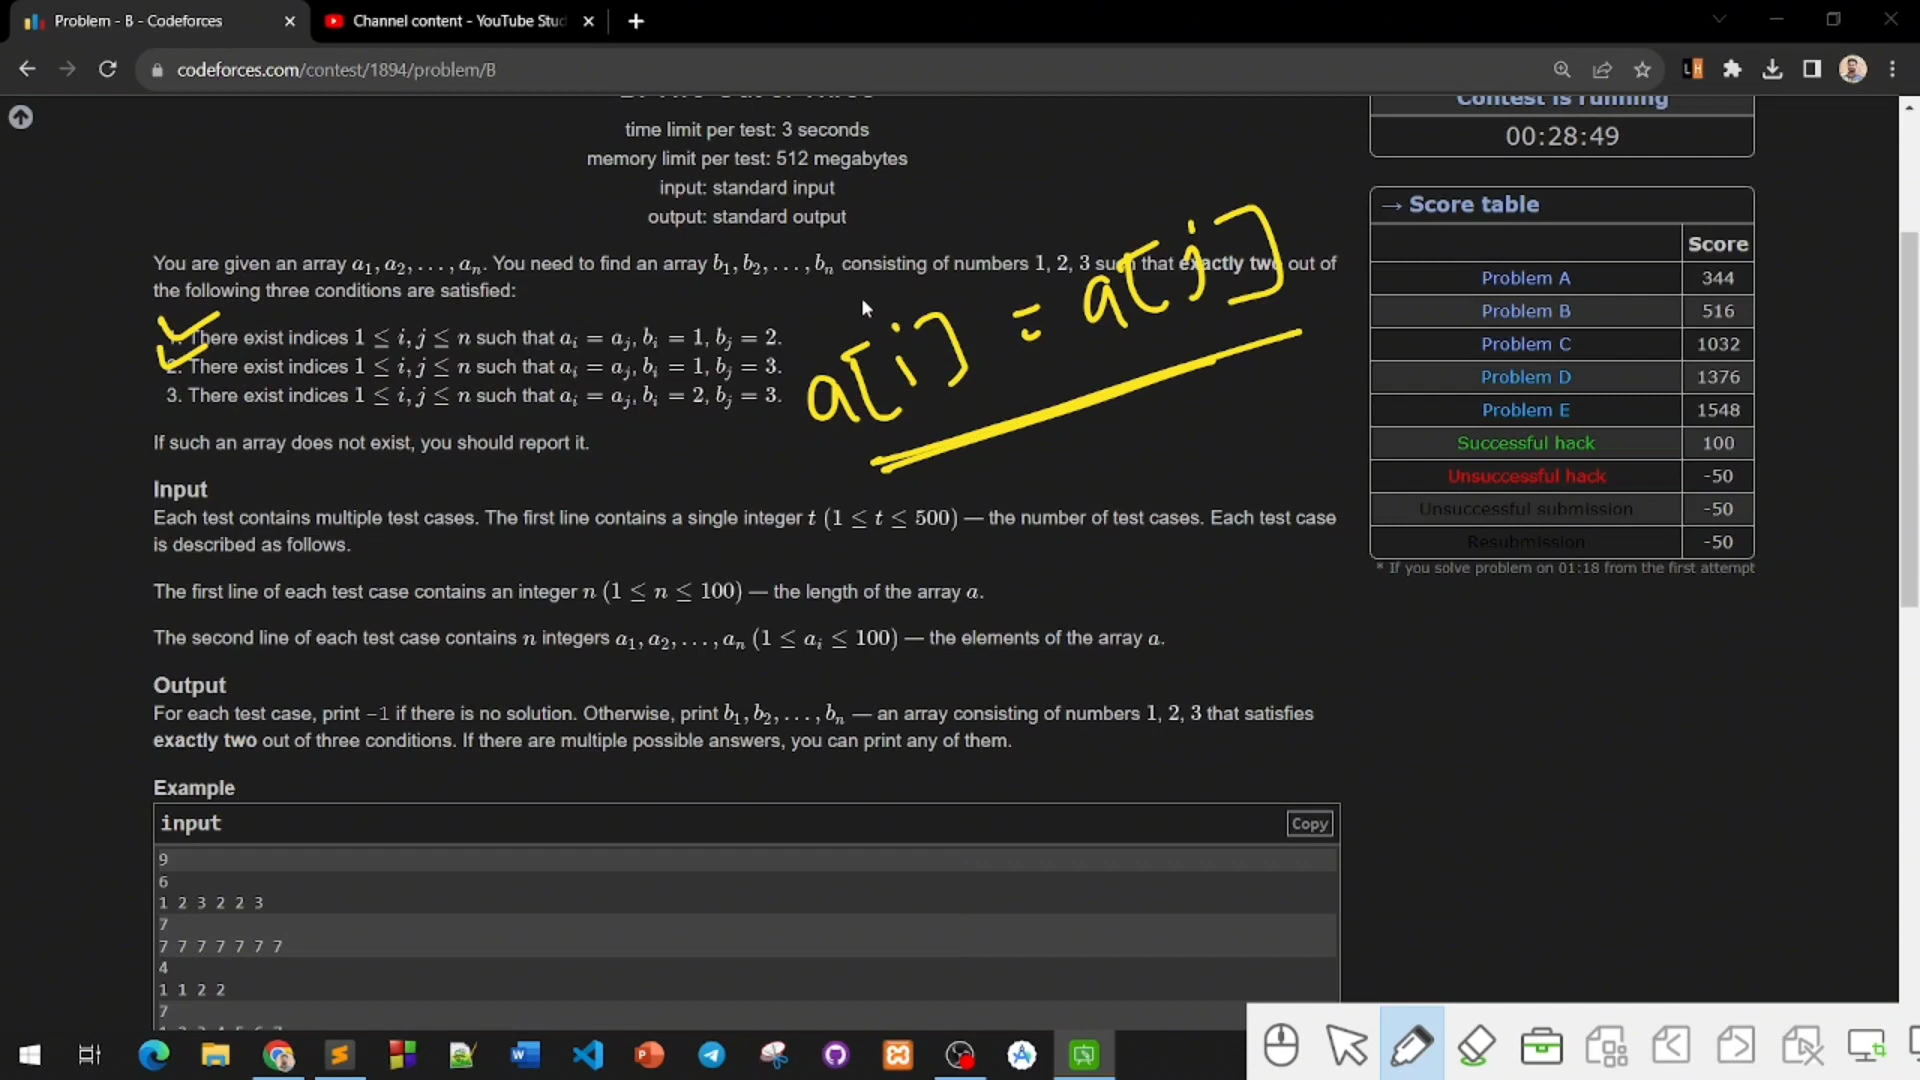 Problem - B - Codeforces
Channel content - YouTube Stud
codeforces.com/contest/1894/problem/B
time limit per test: 3 seconds
memory limit per test: 512 megabytes
input: standard input
output: standard output
You are given an array a₁, a₂, . . . , aₙ. You need to find an array b₁, b₂, . . . , bₙ consisting of numbers 1, 2, 3 such that exactly two out of
the following three conditions are satisfied:
1. There exist indices 1 ≤ i, j ≤ n such that aᵢ = aⱼ, bᵢ = 1, bⱼ = 2.
2. There exist indices 1 ≤ i, j ≤ n such that aᵢ = aⱼ, bᵢ = 1, bⱼ = 3.
3. There exist indices 1 ≤ i, j ≤ n such that aᵢ = aⱼ, bᵢ = 2, bⱼ = 3.
a[i] = a[j]
If such an array does not exist, you should report it.
Input
Each test contains multiple test cases. The first line contains a single integer t (1 ≤ t ≤ 500) — the number of test cases. Each test case
is described as follows.
The first line of each test case contains an integer n (1 ≤ n ≤ 100) — the length of the array a.
The second line of each test case contains n integers a₁, a₂, . . . , aₙ (1 ≤ aᵢ ≤ 100) — the elements of the array a.
Output
For each test case, print −1 if there is no solution. Otherwise, print b₁, b₂, . . . , bₙ — an array consisting of numbers 1, 2, 3 that satisfies
exactly two out of three conditions. If there are multiple possible answers, you can print any of them.
Example
input
Copy
9
6
1 2 3 2 2 3
7
7 7 7 7 7 7 7
4
1 1 2 2
7
Contest is running
00:28:49
→ Score table
Score
Problem A 344
Problem B 516
Problem C 1032
Problem D 1376
Problem E 1548
Successful hack 100
Unsuccessful hack -50
Unsuccessful submission -50
Resubmission -50
* If you solve problem on 01:18 from the first attempt